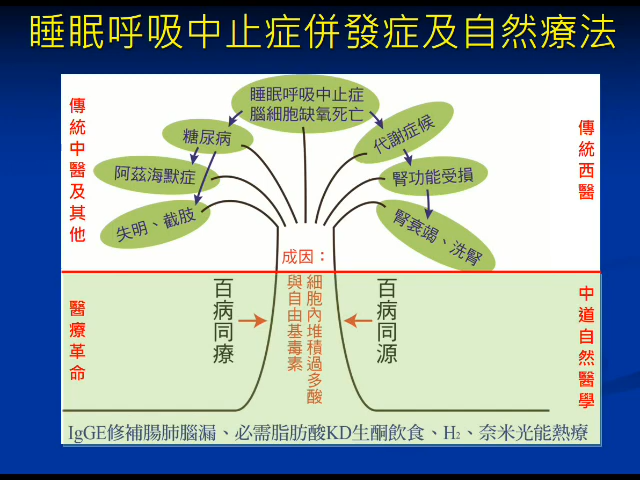 睡眠呼吸中止症併發症及自然療法
睡眠呼吸中止症
腦細胞缺氧死亡
傳統中醫及其他
糖尿病
代謝症候
傳統西醫
阿茲海默症
腎功能受損
失明、截肢
腎衰竭、洗腎
成因：
醫療革命
百病同療
細胞內堆積過多酸
與自由基毒素
百病同源
中道自然醫學
IgGE修補腸肺腦漏、必需脂肪酸KD生酮飲食、H2、奈米光能熱療